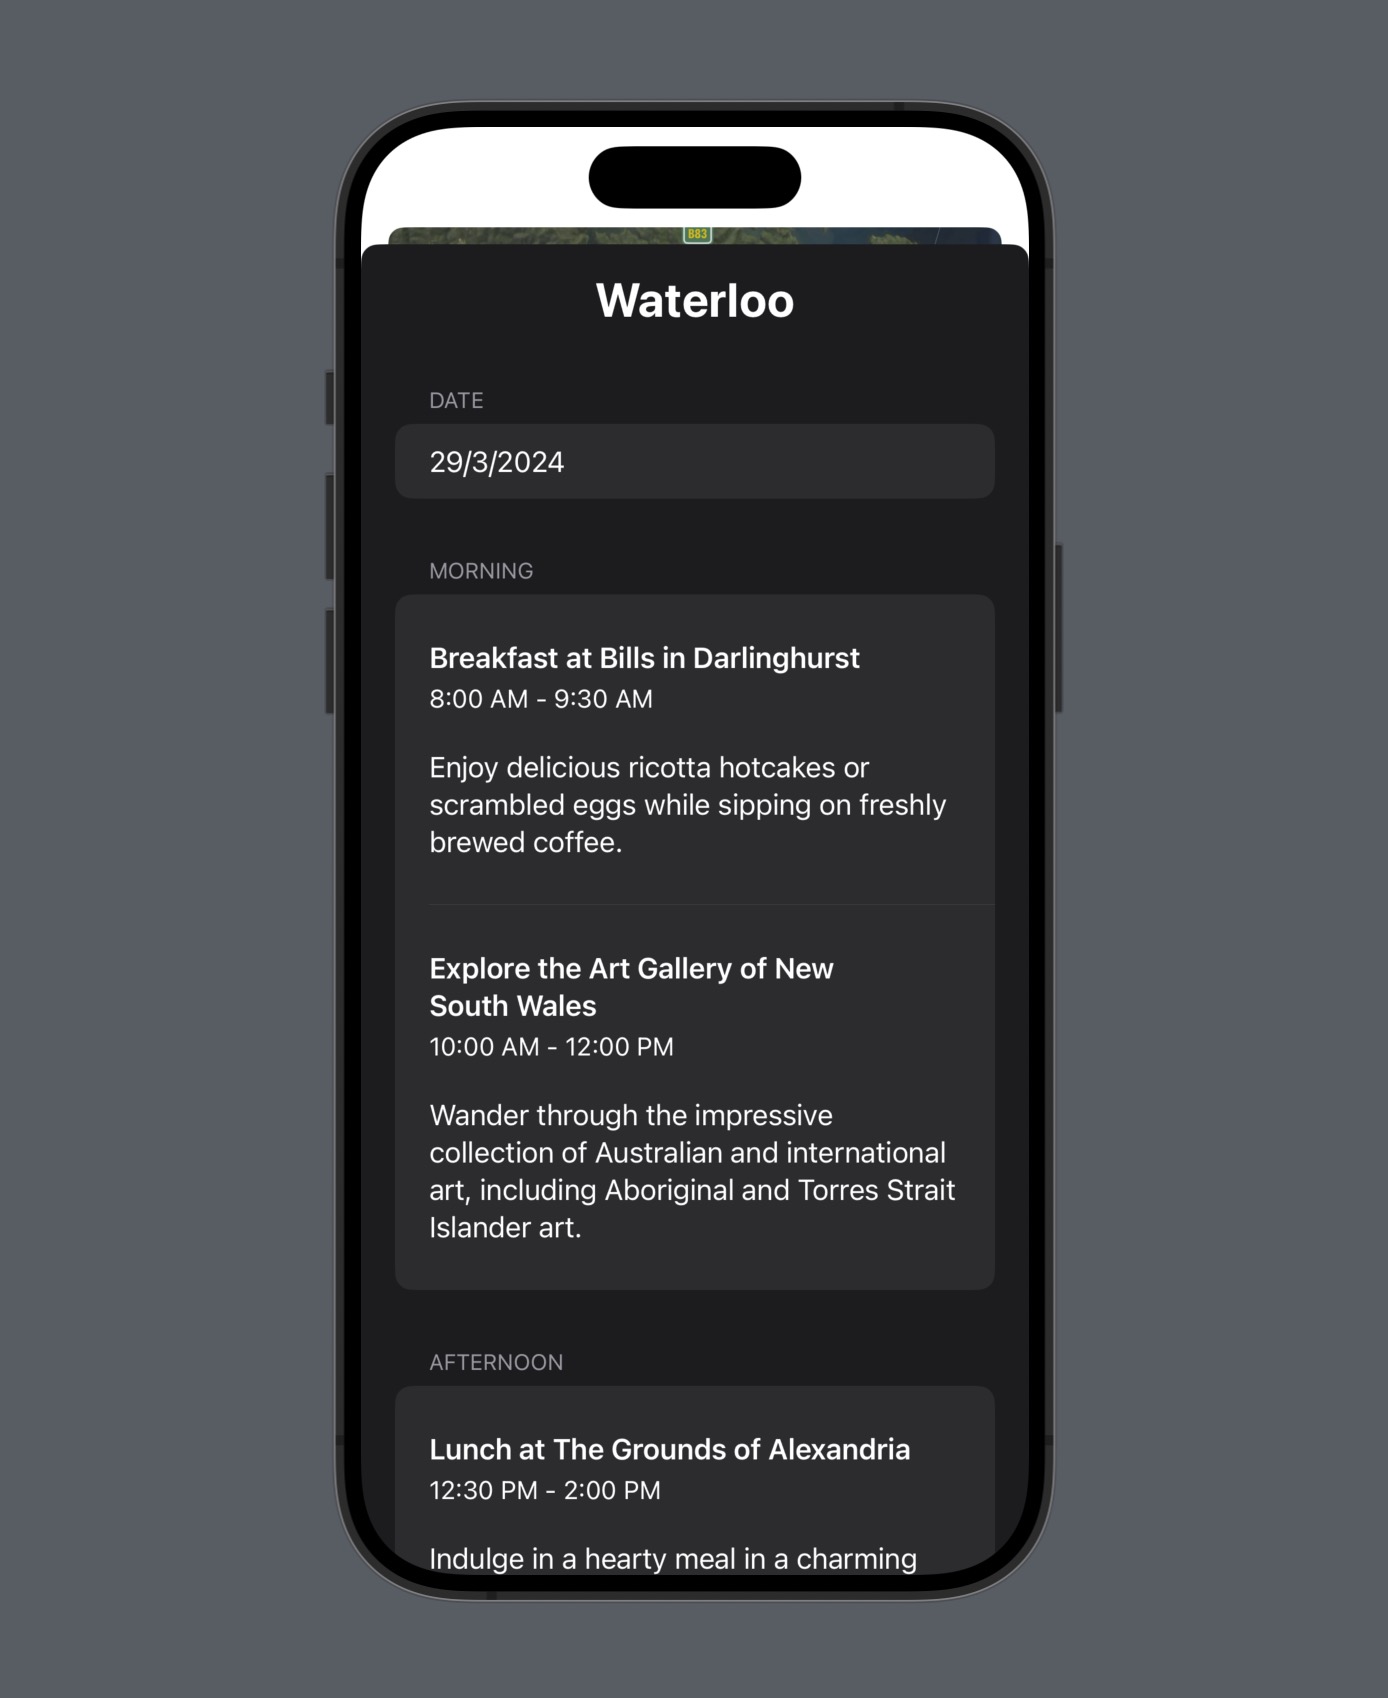 B83
Waterloo
DATE
29/3/2024
MORNING
Breakfast at Bills in Darlinghurst
8:00 AM - 9:30 AM
Enjoy delicious ricotta hotcakes or
scrambled eggs while sipping on freshly
brewed coffee.
Explore the Art Gallery of New
South Wales
10:00 AM - 12:00 PM
Wander through the impressive
collection of Australian and international
art, including Aboriginal and Torres Strait
Islander art.
AFTERNOON
Lunch at The Grounds of Alexandria
12:30 PM - 2:00 PM
Indulge in a hearty meal in a charming